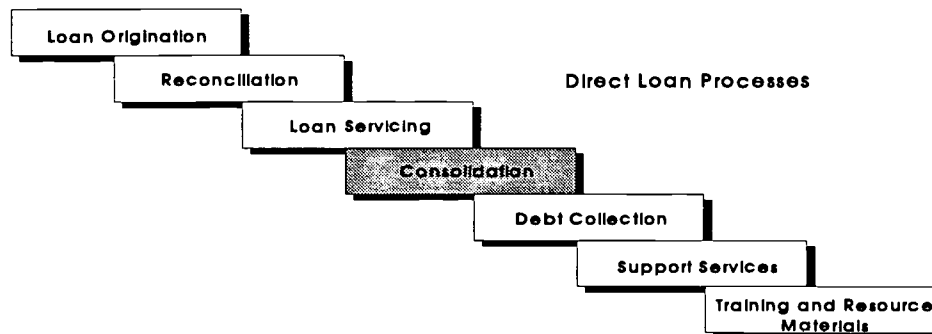 Loan Origination
Reconciliation
Direct Loan Processes
Loan Servicing
Consolidation
Debt Collection
Support Services
Training and Resource
Materials